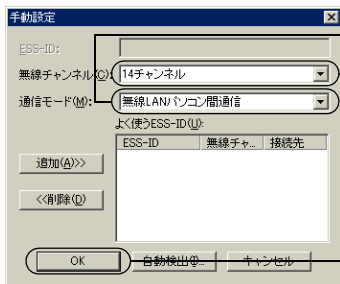 手動設定
ESS-ID:
無線チャンネル(C): 14チャンネル
通信モード(M): 無線LANパソコン間通信
よく使うESS-ID(U):
ESS-ID 無線チャ... 接続先
追加(A)>>
<<削除(D)
OK 自動検出(I)... キャンセル